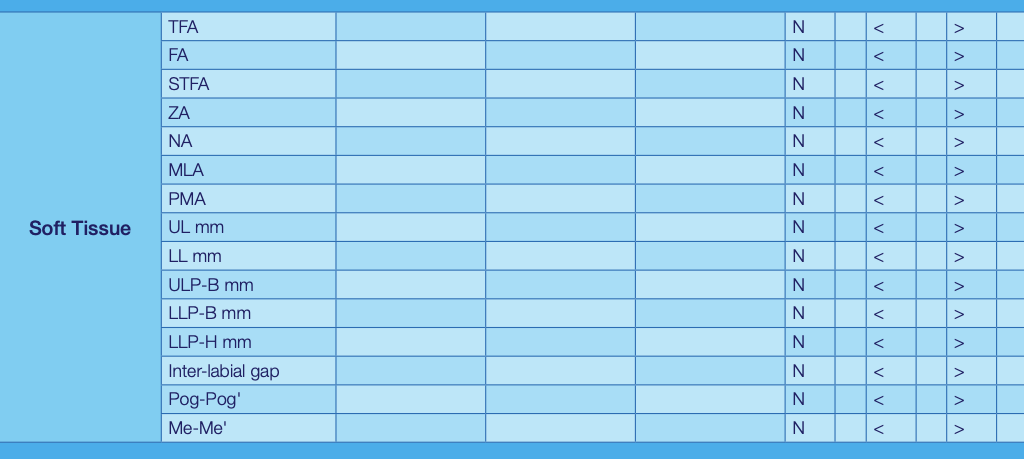 Soft Tissue
TFA N < >
FA N < >
STFA N < >
ZA N < >
NA N < >
MLA N < >
PMA N < >
UL mm N < >
LL mm N < >
ULP-B mm N < >
LLP-B mm N < >
LLP-H mm N < >
Inter-labial gap N < >
Pog-Pog' N < >
Me-Me' N < >